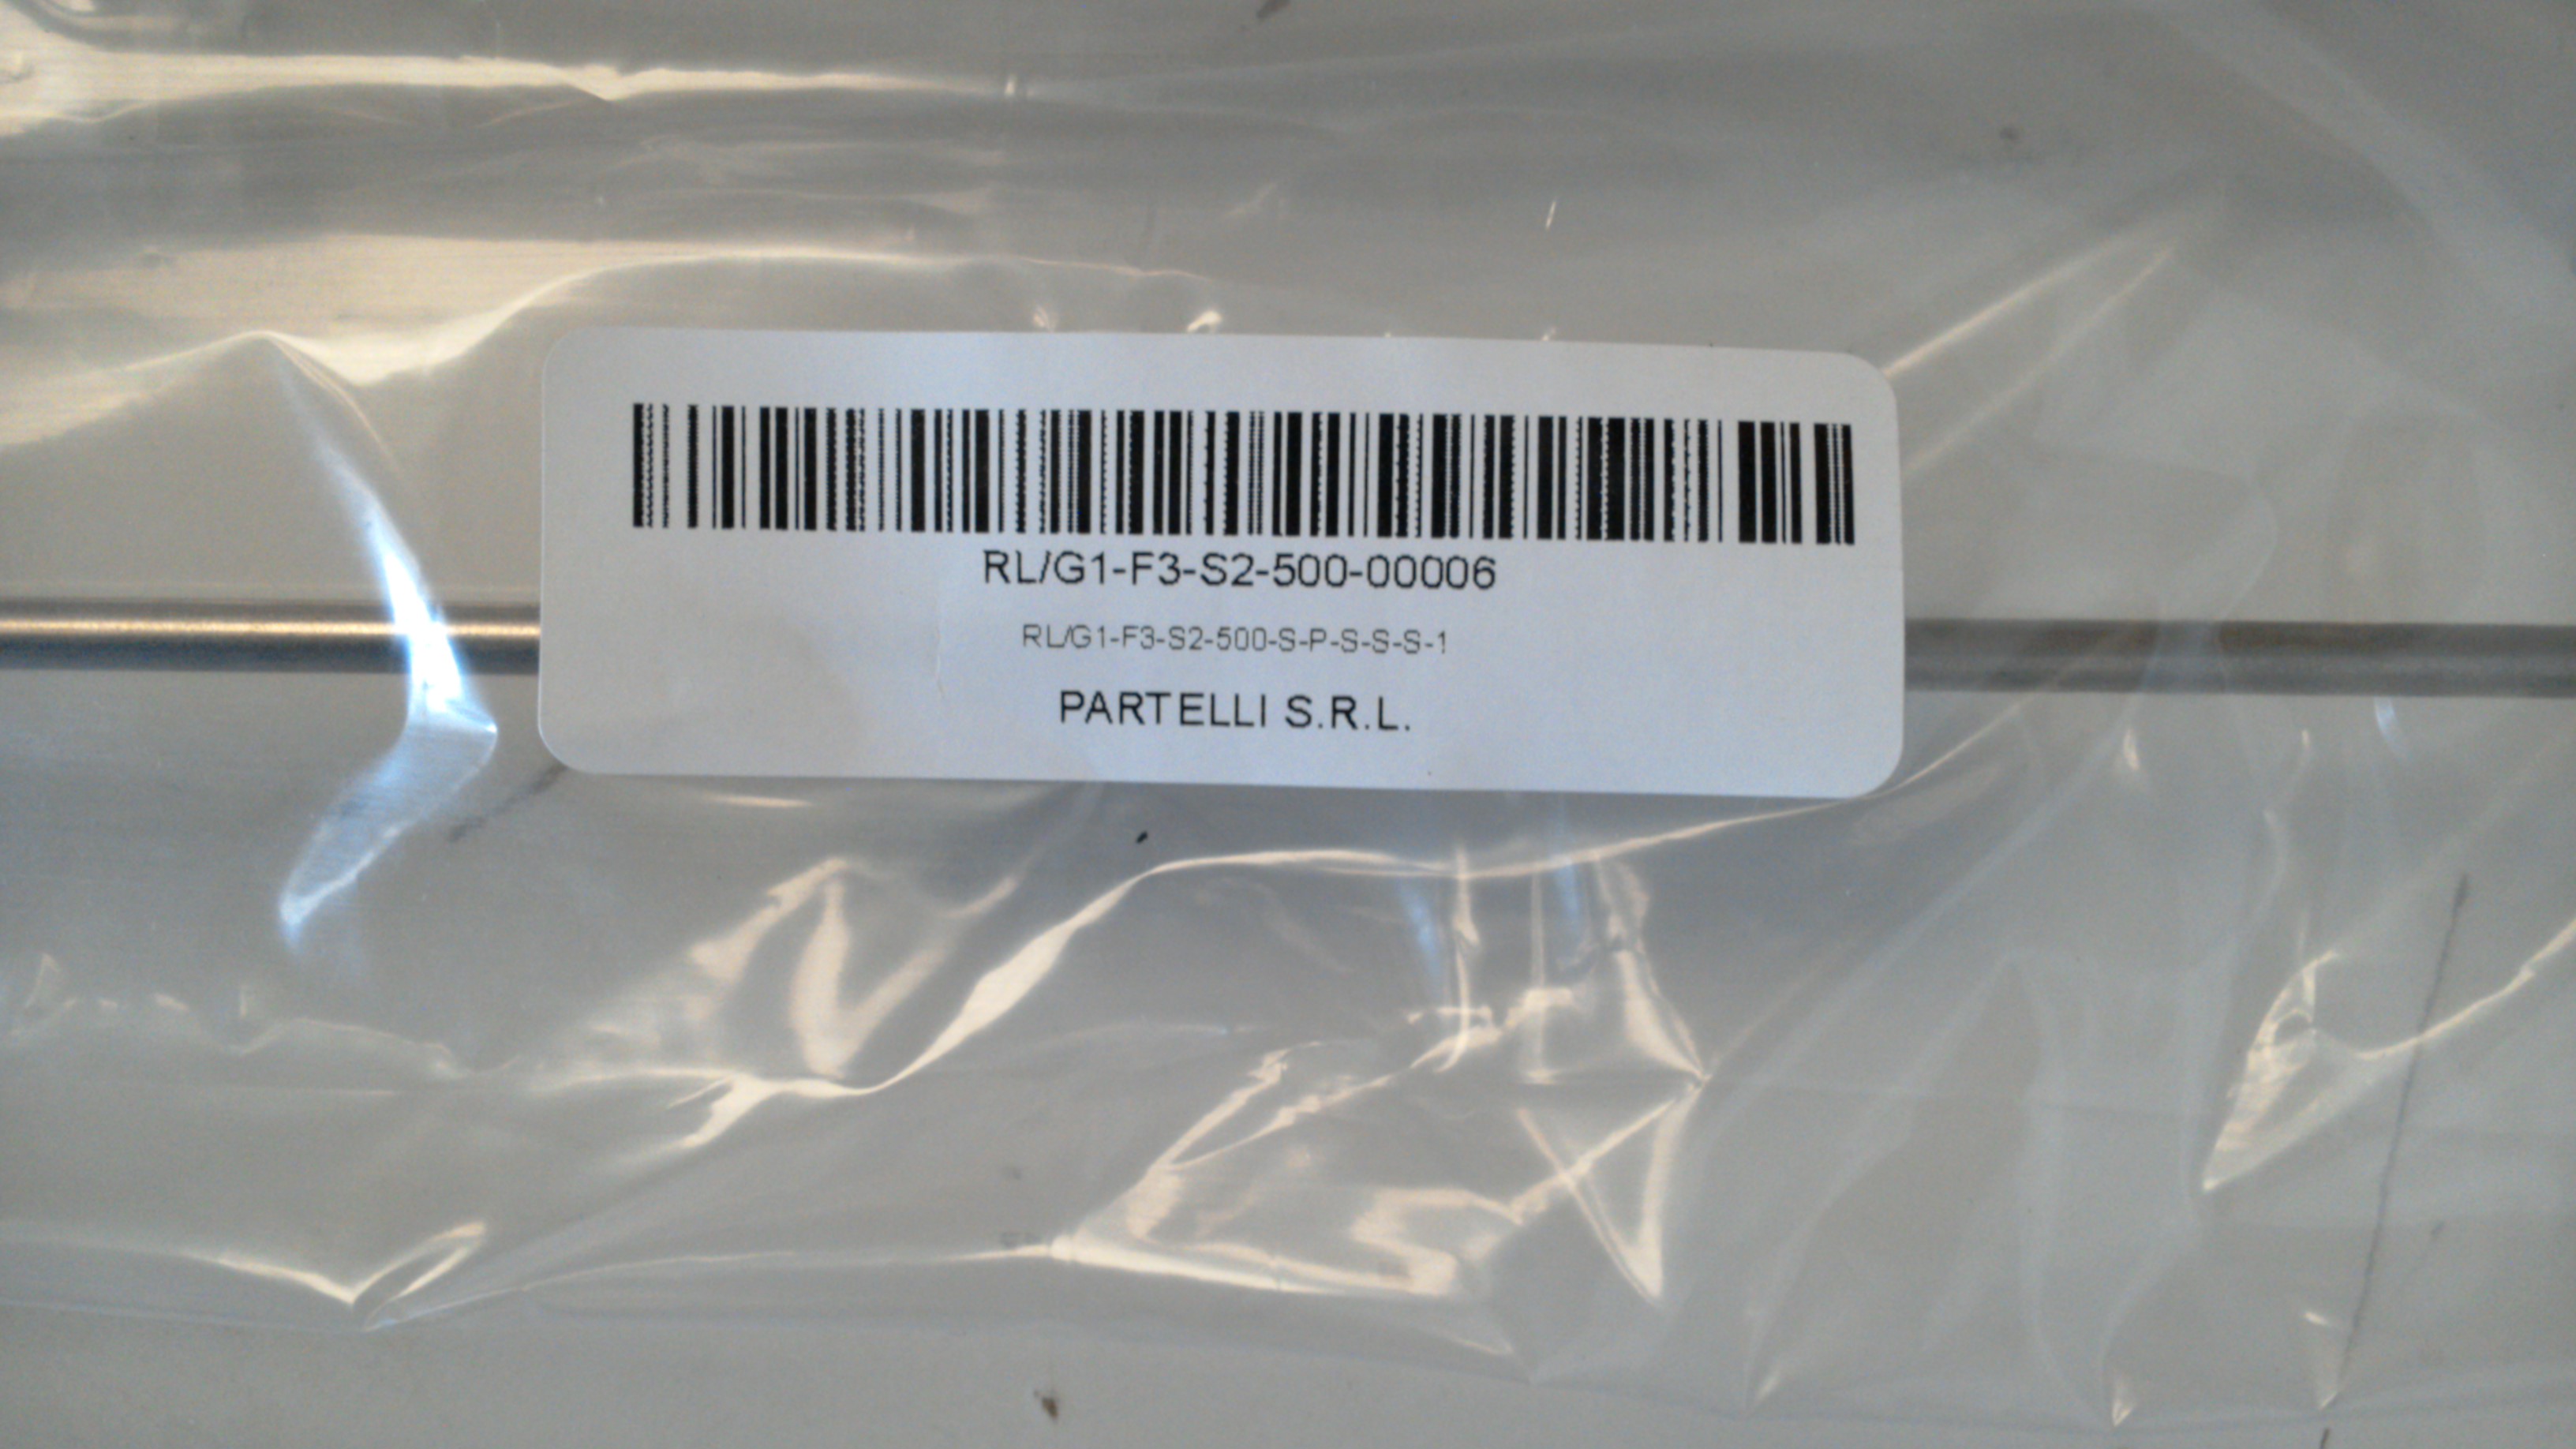 RL/G1-F3-S2-500-00006
RL/G1-F3-S2-500-S-P-S-S-S-1
PARTELLI S.R.L.